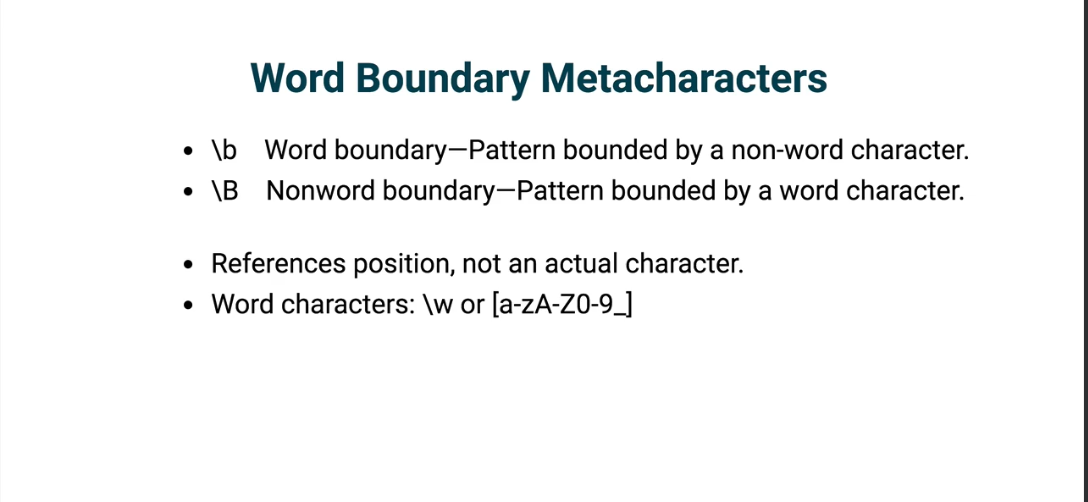 Word Boundary Metacharacters
• \b Word boundary—Pattern bounded by a non-word character.
• \B Nonword boundary—Pattern bounded by a word character.
• References position, not an actual character.
• Word characters: \w or [a-zA-Z0-9_]